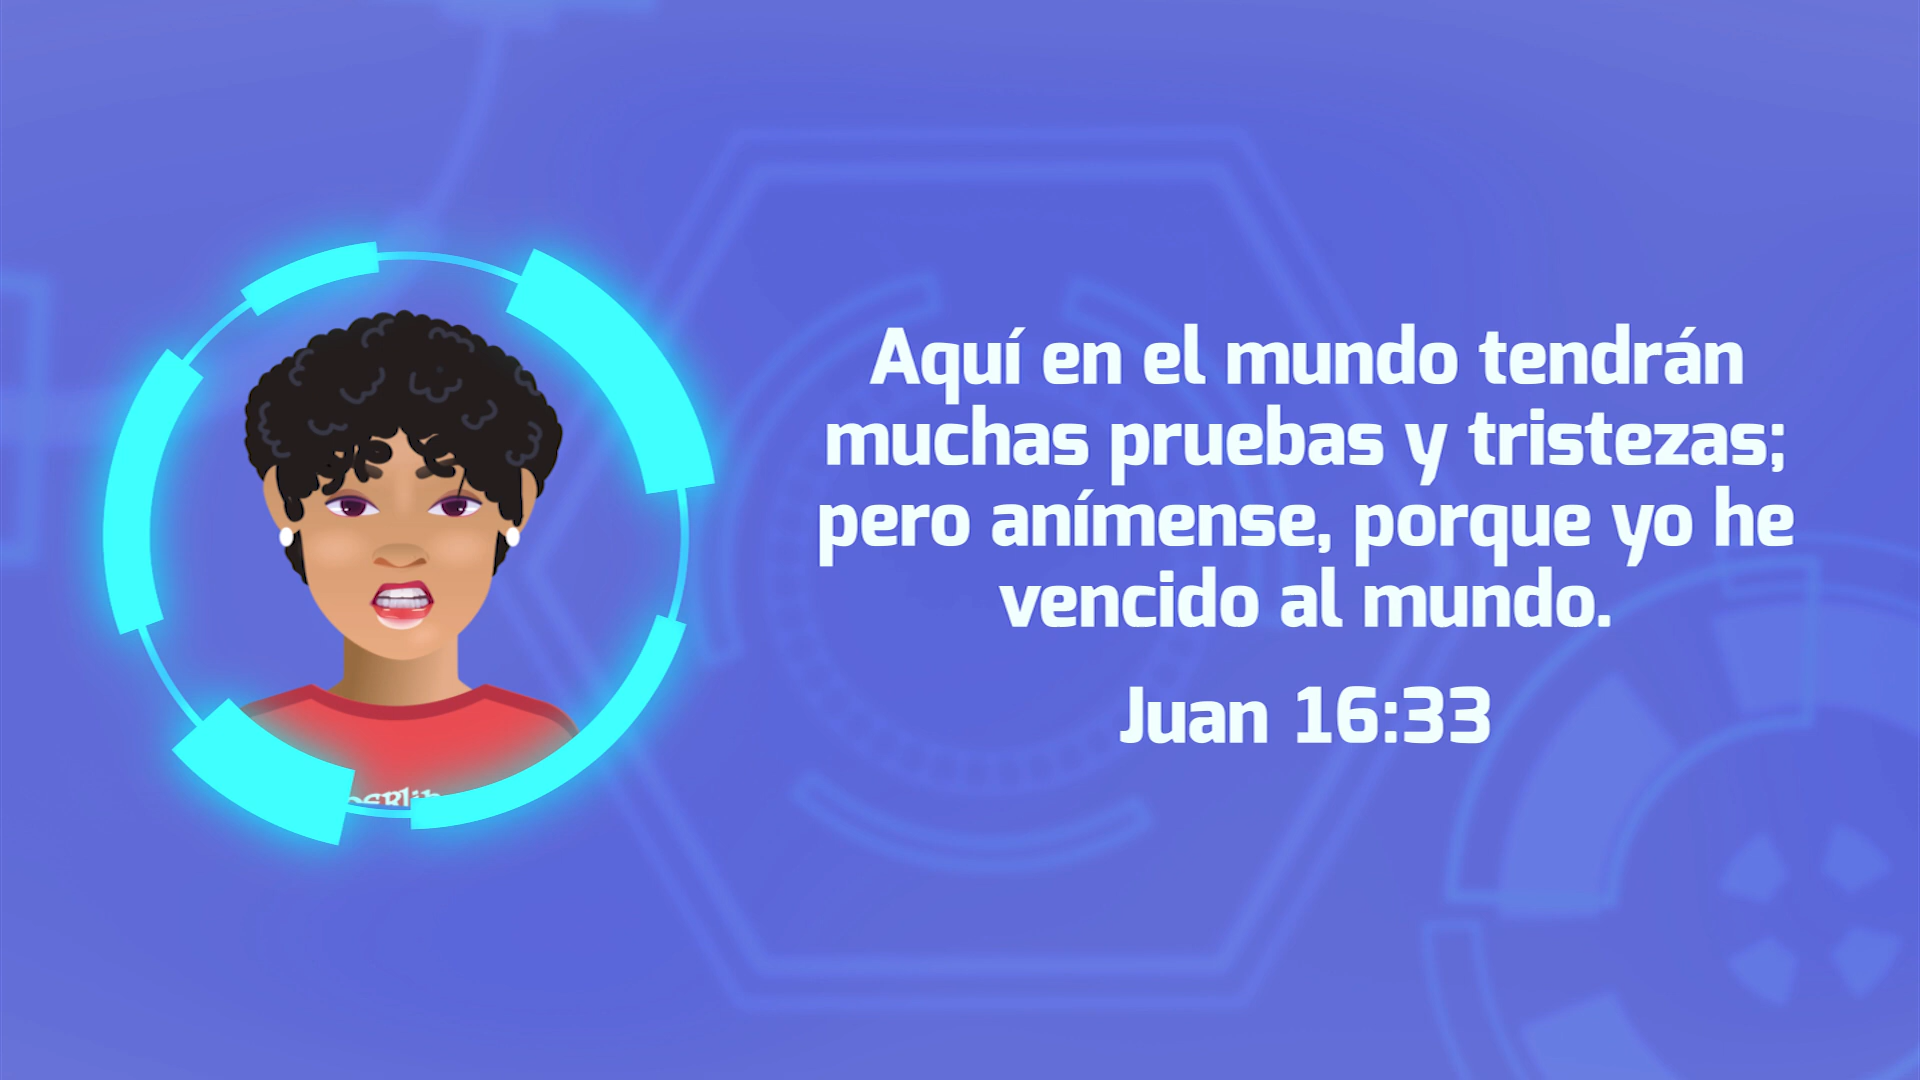 Aquí en el mundo tendrán
muchas pruebas y tristezas;
pero anímense, porque yo he
vencido al mundo.
Juan 16:33